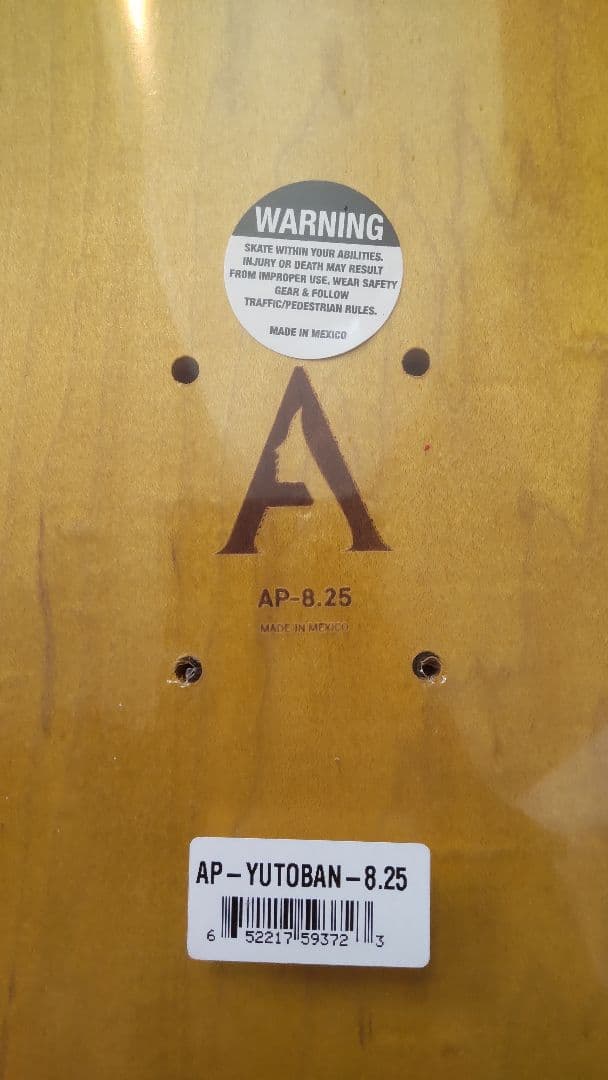 WARNING
SKATE WITHIN YOUR ABILITIES.
INJURY OR DEATH MAY RESULT
FROM IMPROPER USE. WEAR SAFETY
GEAR & FOLLOW
TRAFFIC/PEDESTRIAN RULES.
MADE IN MEXICO
A
AP-8.25
MADE IN MEXICO
AP-YUTOBAN-8.25
6 52217 59372 3